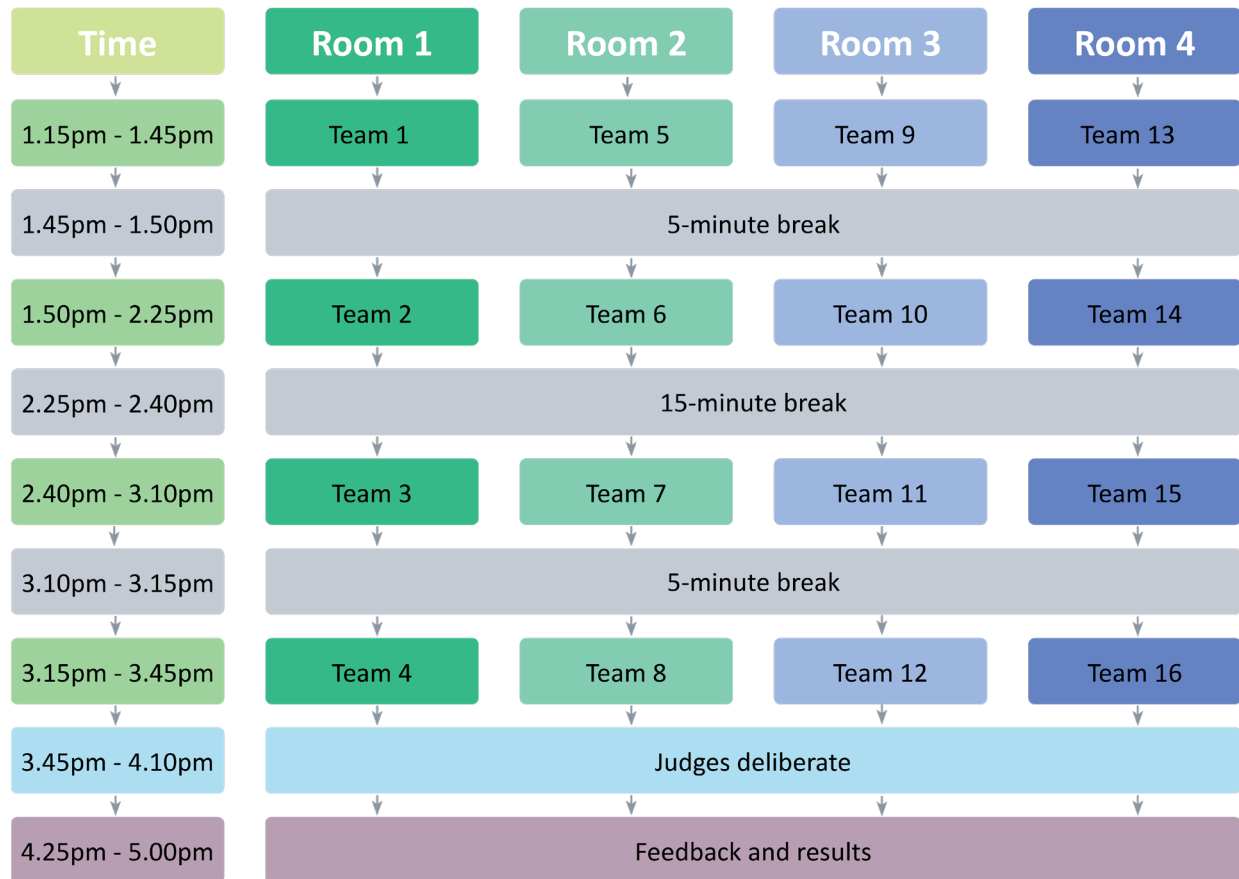 Time Room 1 Room 2 Room 3 Room 4
1.15pm - 1.45pm Team 1 Team 5 Team 9 Team 13
1.45pm - 1.50pm 5-minute break
1.50pm - 2.25pm Team 2 Team 6 Team 10 Team 14
2.25pm - 2.40pm 15-minute break
2.40pm - 3.10pm Team 3 Team 7 Team 11 Team 15
3.10pm - 3.15pm 5-minute break
3.15pm - 3.45pm Team 4 Team 8 Team 12 Team 16
3.45pm - 4.10pm Judges deliberate
4.25pm - 5.00pm Feedback and results